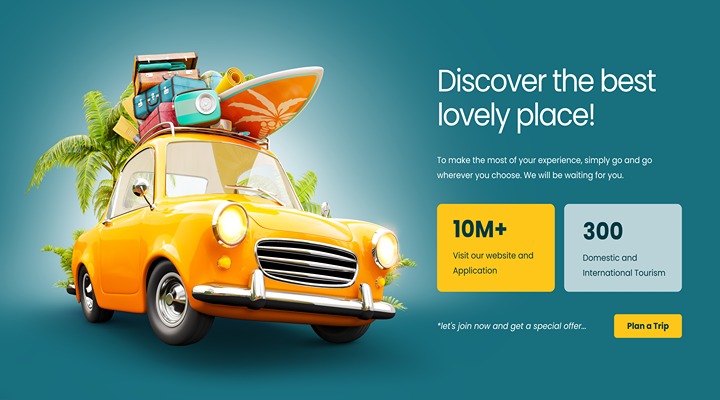 Discover the best
lovely place!
To make the most of your experience, simply go and go
wherever you choose. We will be waiting for you.
10M+
Visit our website and
Application
300
Domestic and
International Tourism
*let's join now and get a special offer...
Plan a Trip